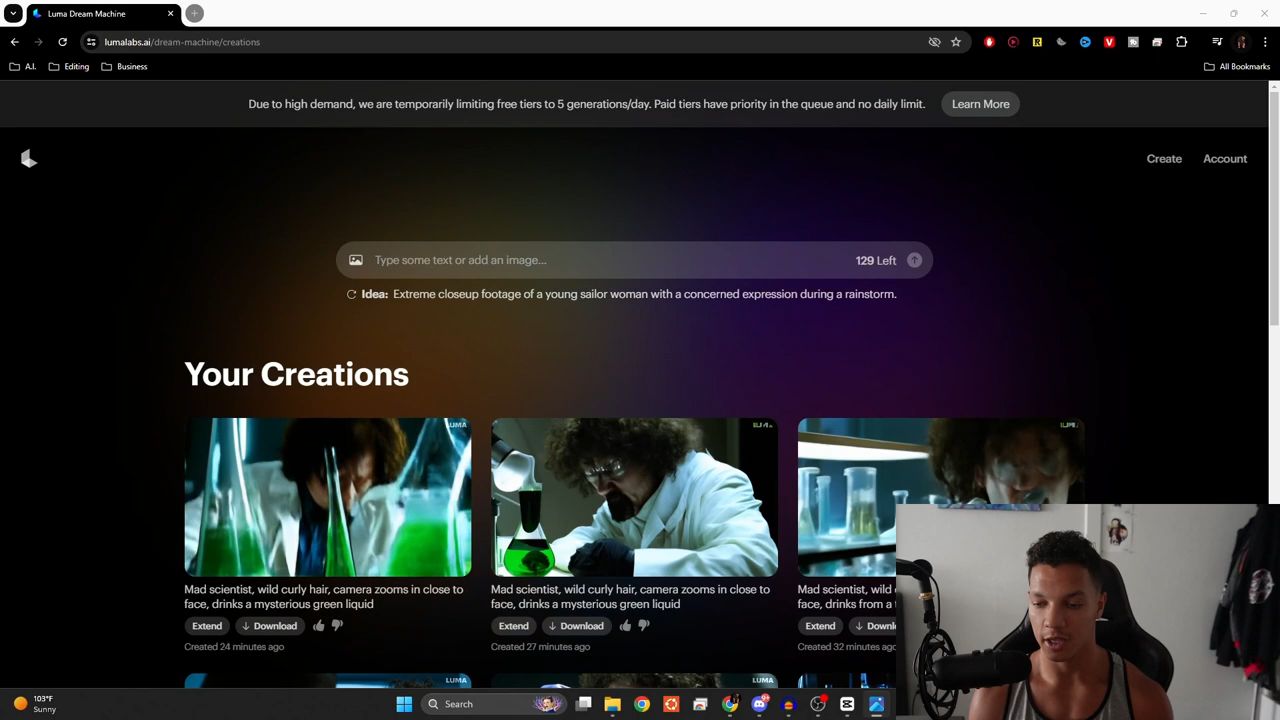 Luma Dream Machine
lumalabs.ai/dream-machine/creations
A.I.
Editing
Business
All Bookmarks
Due to high demand, we are temporarily limiting free tiers to 5 generations/day. Paid tiers have priority in the queue and no daily limit.
Learn More
Create
Account
Type some text or add an image...
129 Left
Idea: Extreme closeup footage of a young sailor woman with a concerned expression during a rainstorm.
Your Creations
LUMA
LUMA
LUMA
Mad scientist, wild curly hair, camera zooms in close to
face, drinks a mysterious green liquid
Extend
Download
Created 24 minutes ago
Mad scientist, wild curly hair, camera zooms in close to
face, drinks a mysterious green liquid
Extend
Download
Created 27 minutes ago
Mad scientist, wild
face, drinks from a
Extend
Created 32 minutes ago
LUMA
LUMA
103°F
Sunny
Search